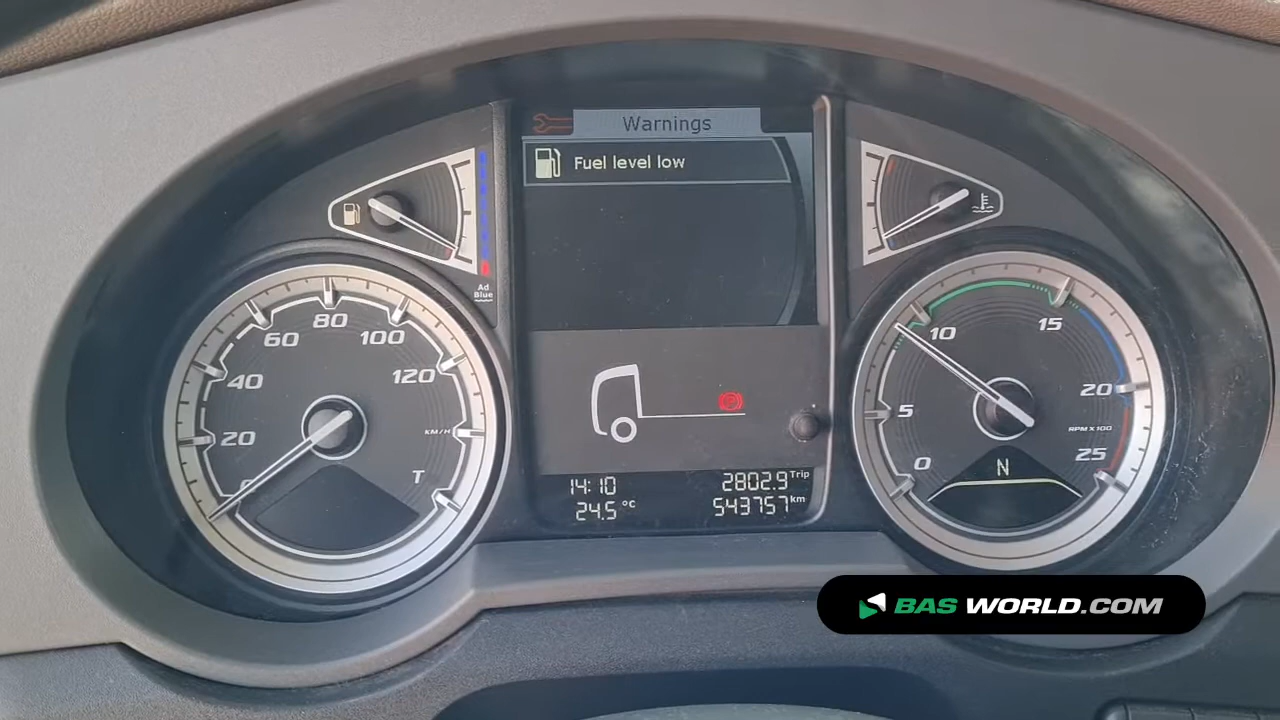 Warnings
Fuel level low
Ad
Blue
0
20
40
60
80
100
120
KM/H
T
14:10
2802.9 Trip
24.5 °C
543757 km
0
5
10
15
20
25
RPM X 100
N
BAS WORLD.COM